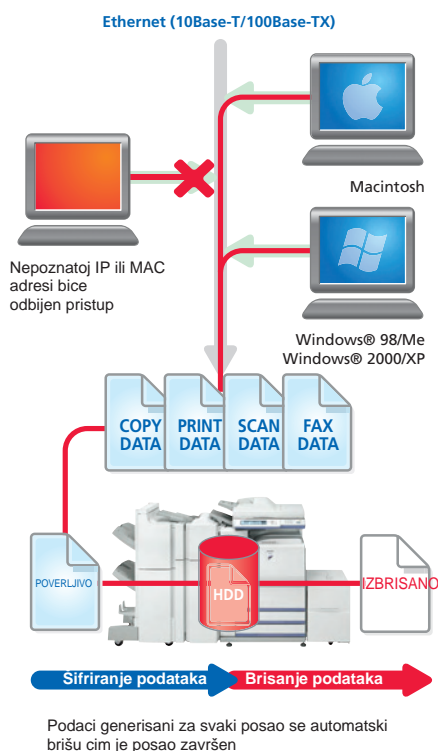 Ethernet (10Base-T/100Base-TX)
Macintosh
Nepoznatoj IP ili MAC
adresi bice
odbijen pristup
Windows® 98/Me
Windows® 2000/XP
COPY
DATA
PRINT
DATA
SCAN
DATA
FAX
DATA
POVERLJIVO
HDD
IZBRISANO
Šifriranje podataka
Brisanje podataka
Podaci generisani za svaki posao se automatski
brišu cim je posao završen